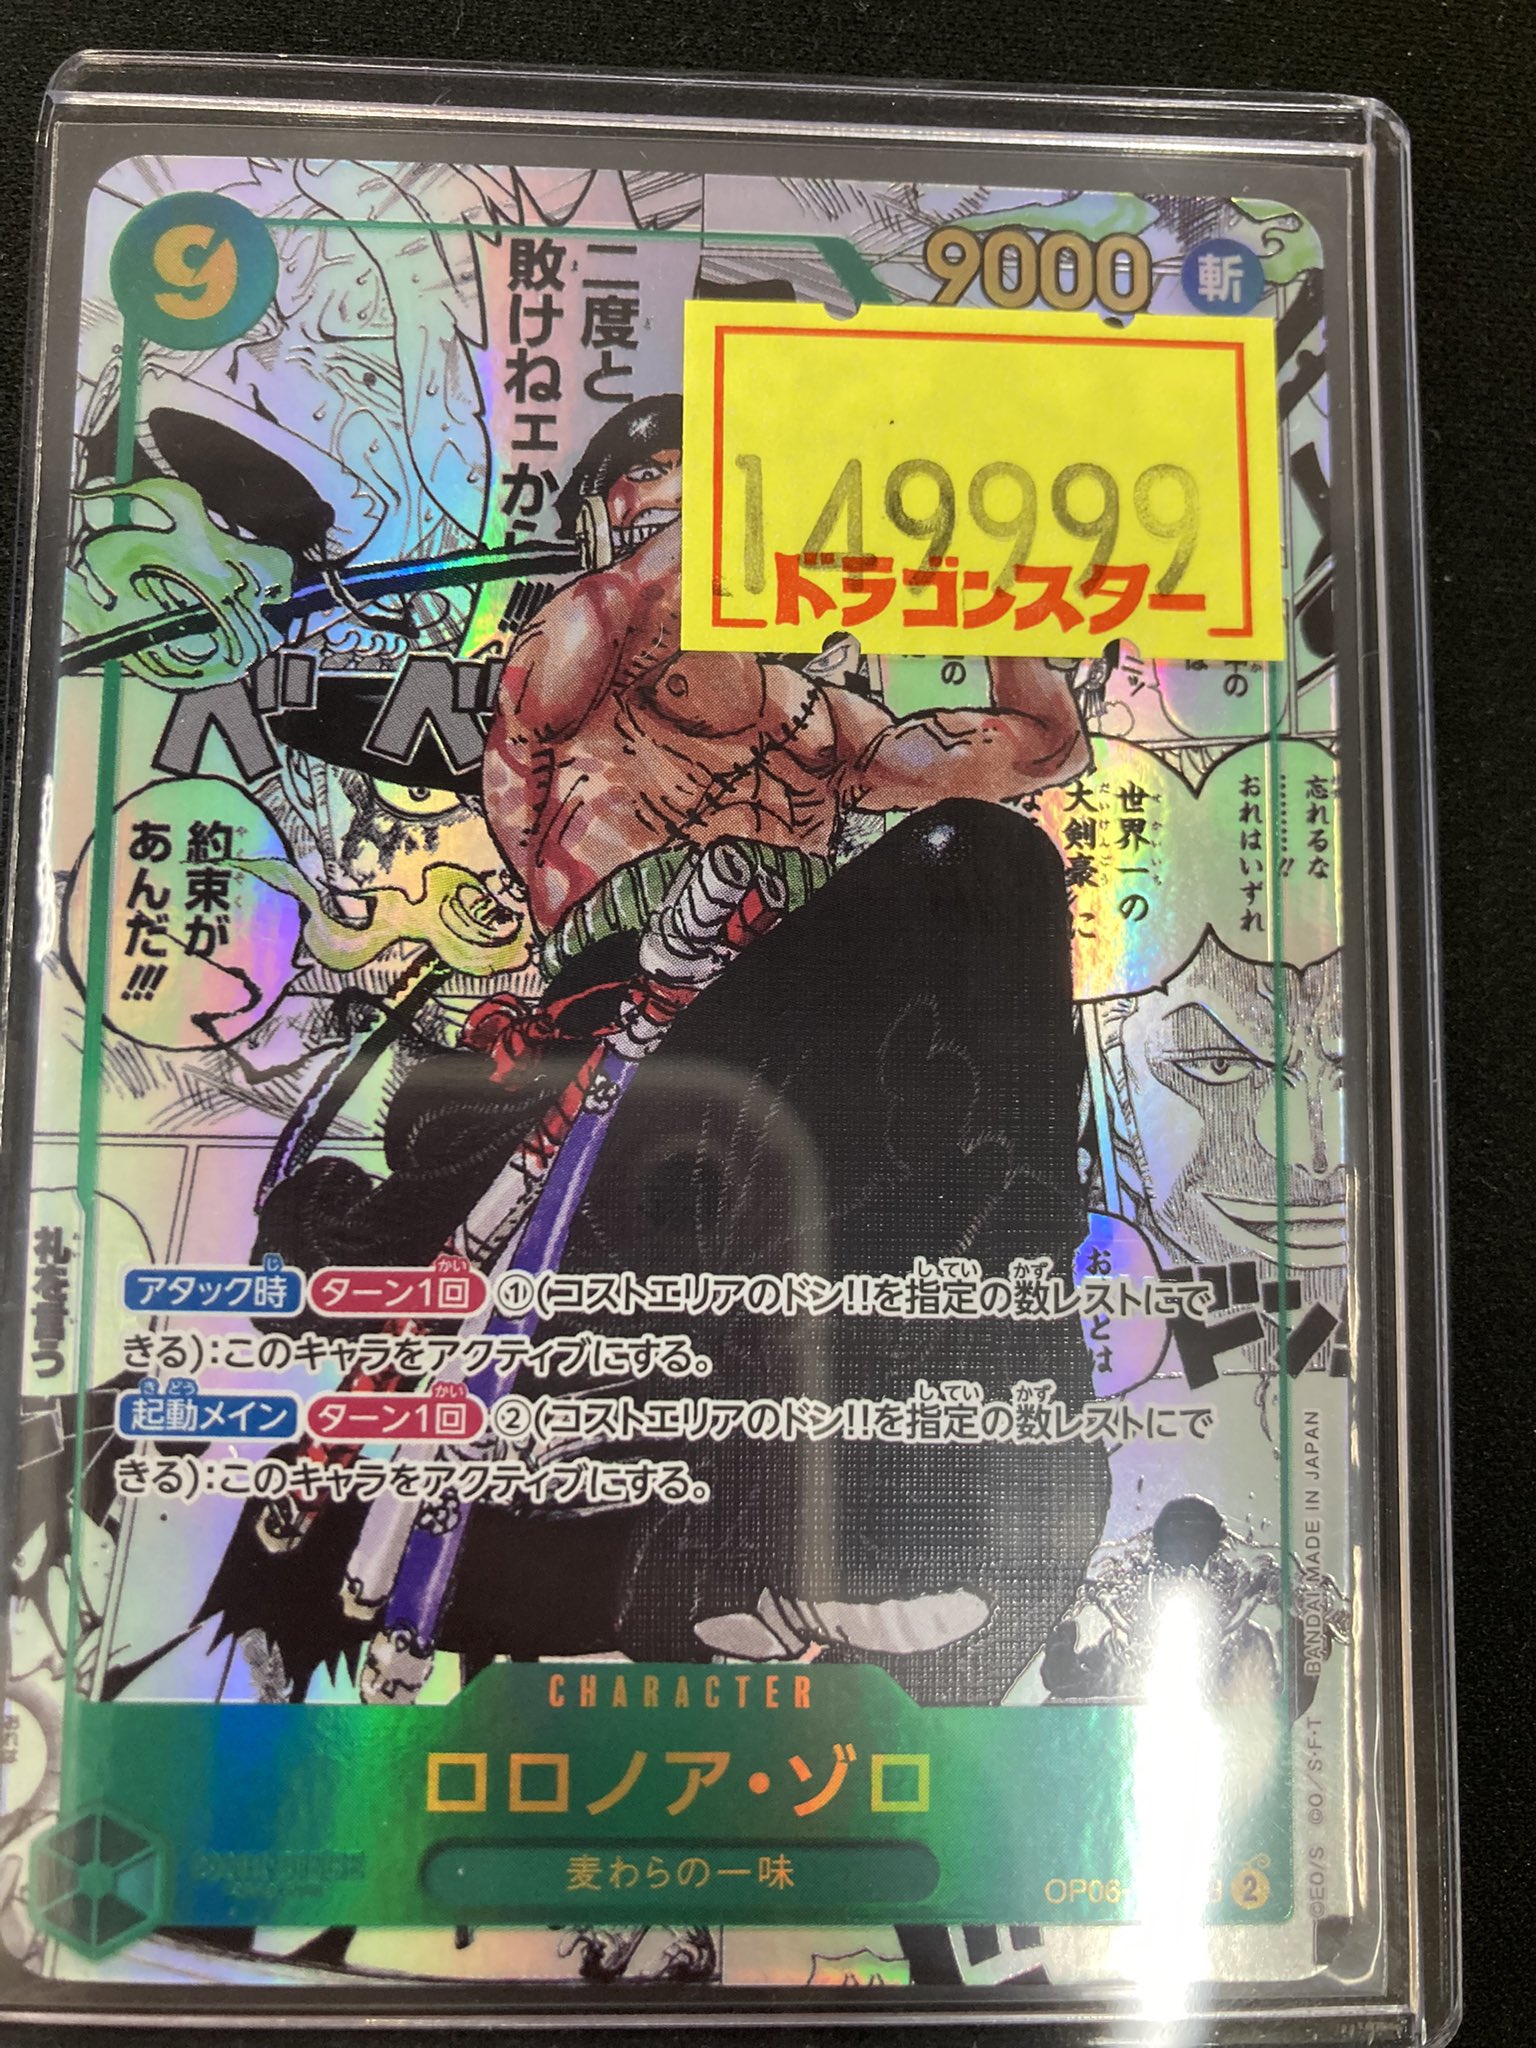 9
9000
斬
二度と
敗けねェから
149999
ドラゴンスター
ベベ
約束が
あんだ!!!
世界一の
大剣豪に
忘れるな
…………!!
おれはいずれ
礼を言う
おとは
ドン
アタック時 ターン1回 ①(コストエリアのドン!!を指定の数レストにで
きる):このキャラをアクティブにする。
起動メイン ターン1回 ②(コストエリアのドン!!を指定の数レストにで
きる):このキャラをアクティブにする。
CHARACTER
ロロノア・ゾロ
麦わらの一味
OP06-
2
©E.O/S ©O/S・F・T BANDAI MADE IN JAPAN